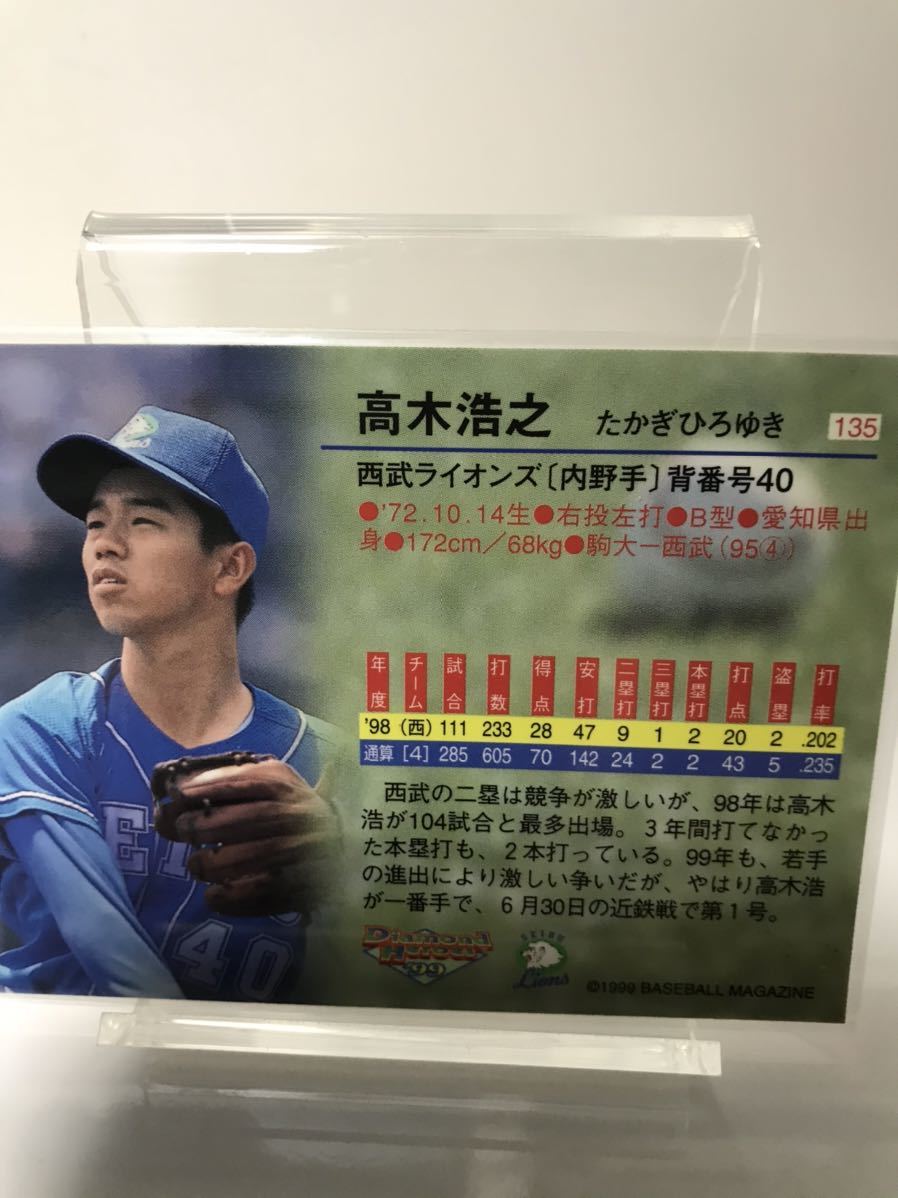 高木浩之 たかぎひろゆき 135
西武ライオンズ〔内野手〕背番号40
●'72.10.14生●右投左打●B型●愛知県出
身●172cm／68kg●駒大ー西武（95④）
年度 チーム 試合 打数 得点 安打 二塁打 三塁打 本塁打 打点 盗塁 打率
'98 （西） 111 233 28 47 9 1 2 20 2 .202
通算 [4] 285 605 70 142 24 2 2 43 5 .235
西武の二塁は競争が激しいが、98年は高木
浩が104試合と最多出場。３年間打てなかっ
た本塁打も、２本打っている。99年も、若手
の進出により激しい争いだが、やはり高木浩
が一番手で、６月30日の近鉄戦で第１号。
Diamond
Heroes
'99
SEIBU
Lions
©1999 BASEBALL MAGAZINE
40